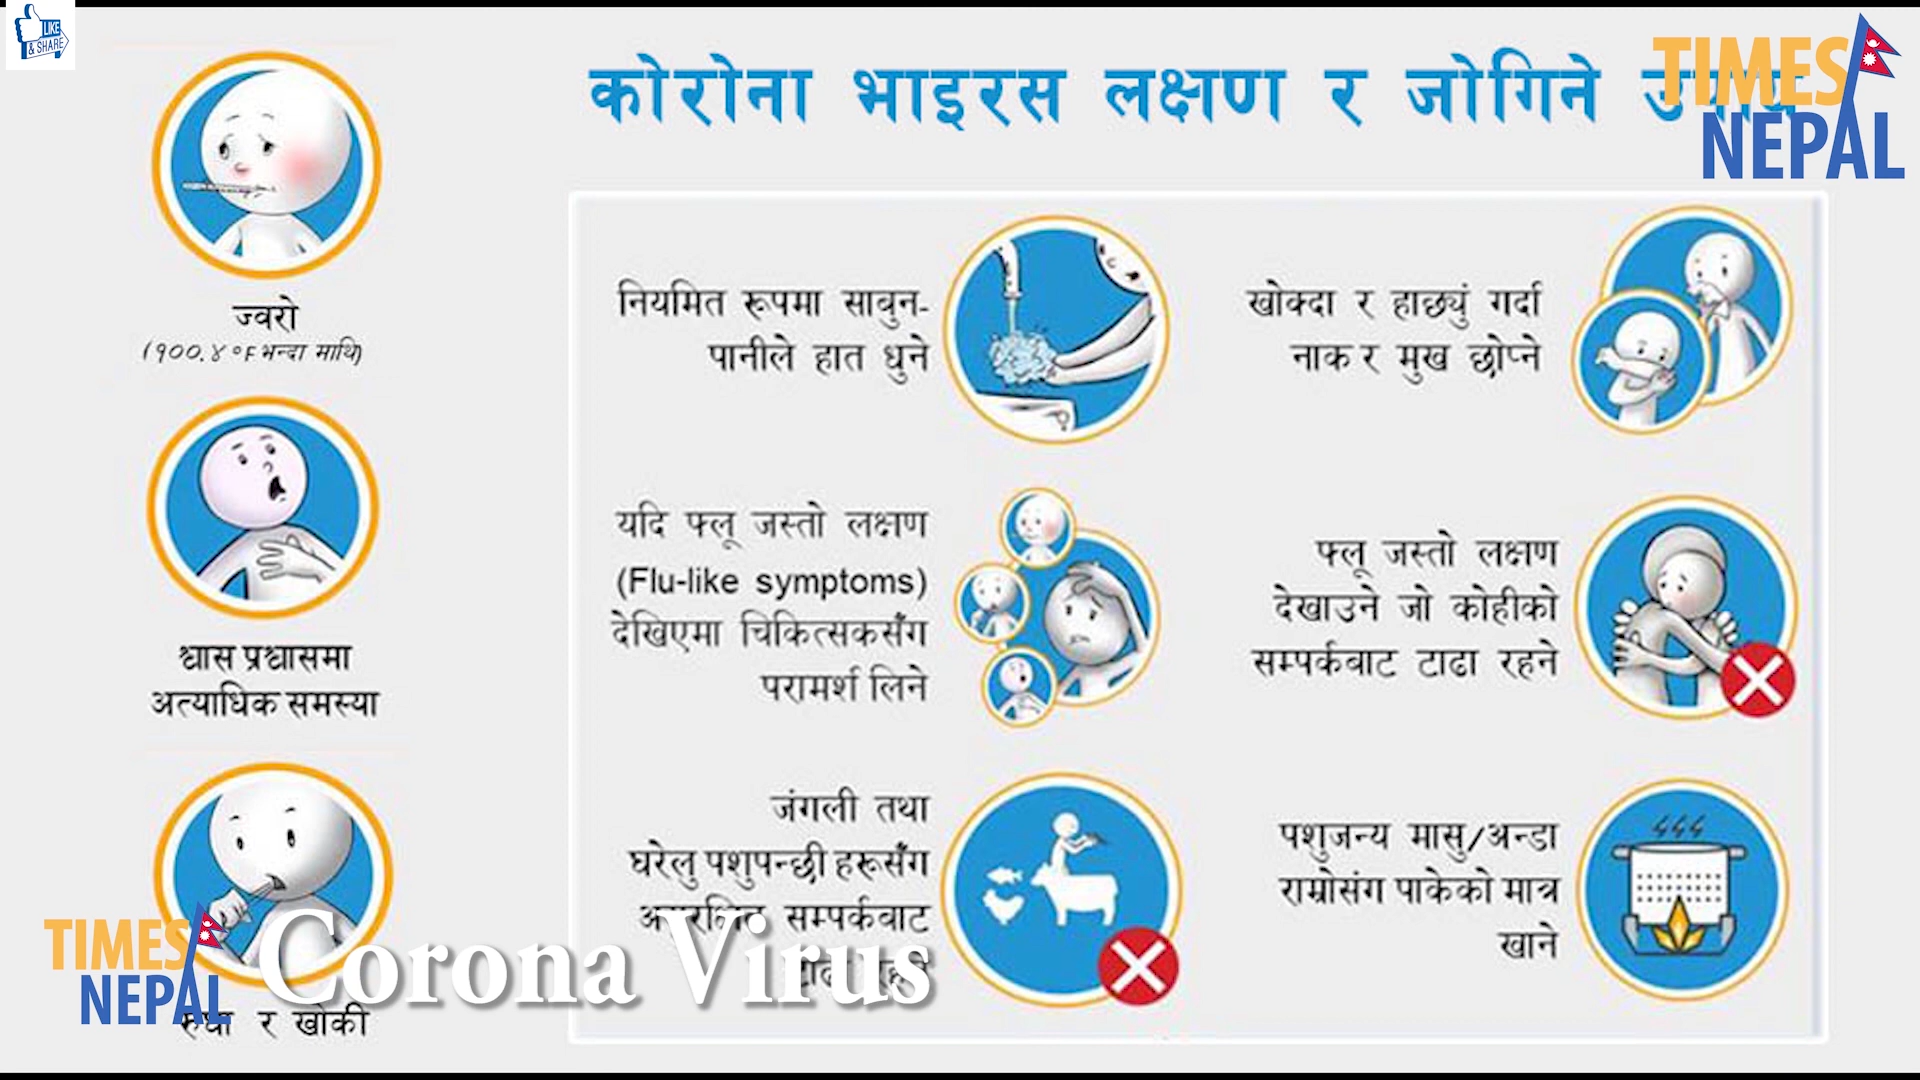 LIKE
& SHARE
कोरोना भाइरस लक्षण र जोगिने
TIMES
NEPAL
ज्वरो
(१००.४°F भन्दा माथि)
श्वास प्रश्वासमा
अत्याधिक समस्या
र खोकी
नियमित रूपमा साबुन-
पानीले हात धुने
खोक्दा र हाछ्युं गर्दा
नाक र मुख छोप्ने
यदि फ्लू जस्तो लक्षण
(Flu-like symptoms)
देखिएमा चिकित्सकसँग
परामर्श लिने
फ्लू जस्तो लक्षण
देखाउने जो कोहीको
सम्पर्कबाट टाढा रहने
जंगली तथा
घरेलु पशुपन्छी हरूसँग
सम्पर्कबाट
पशुजन्य मासु/अन्डा
राम्रोसंग पाकेको मात्र
खाने
TIMES
NEPAL
Corona Virus